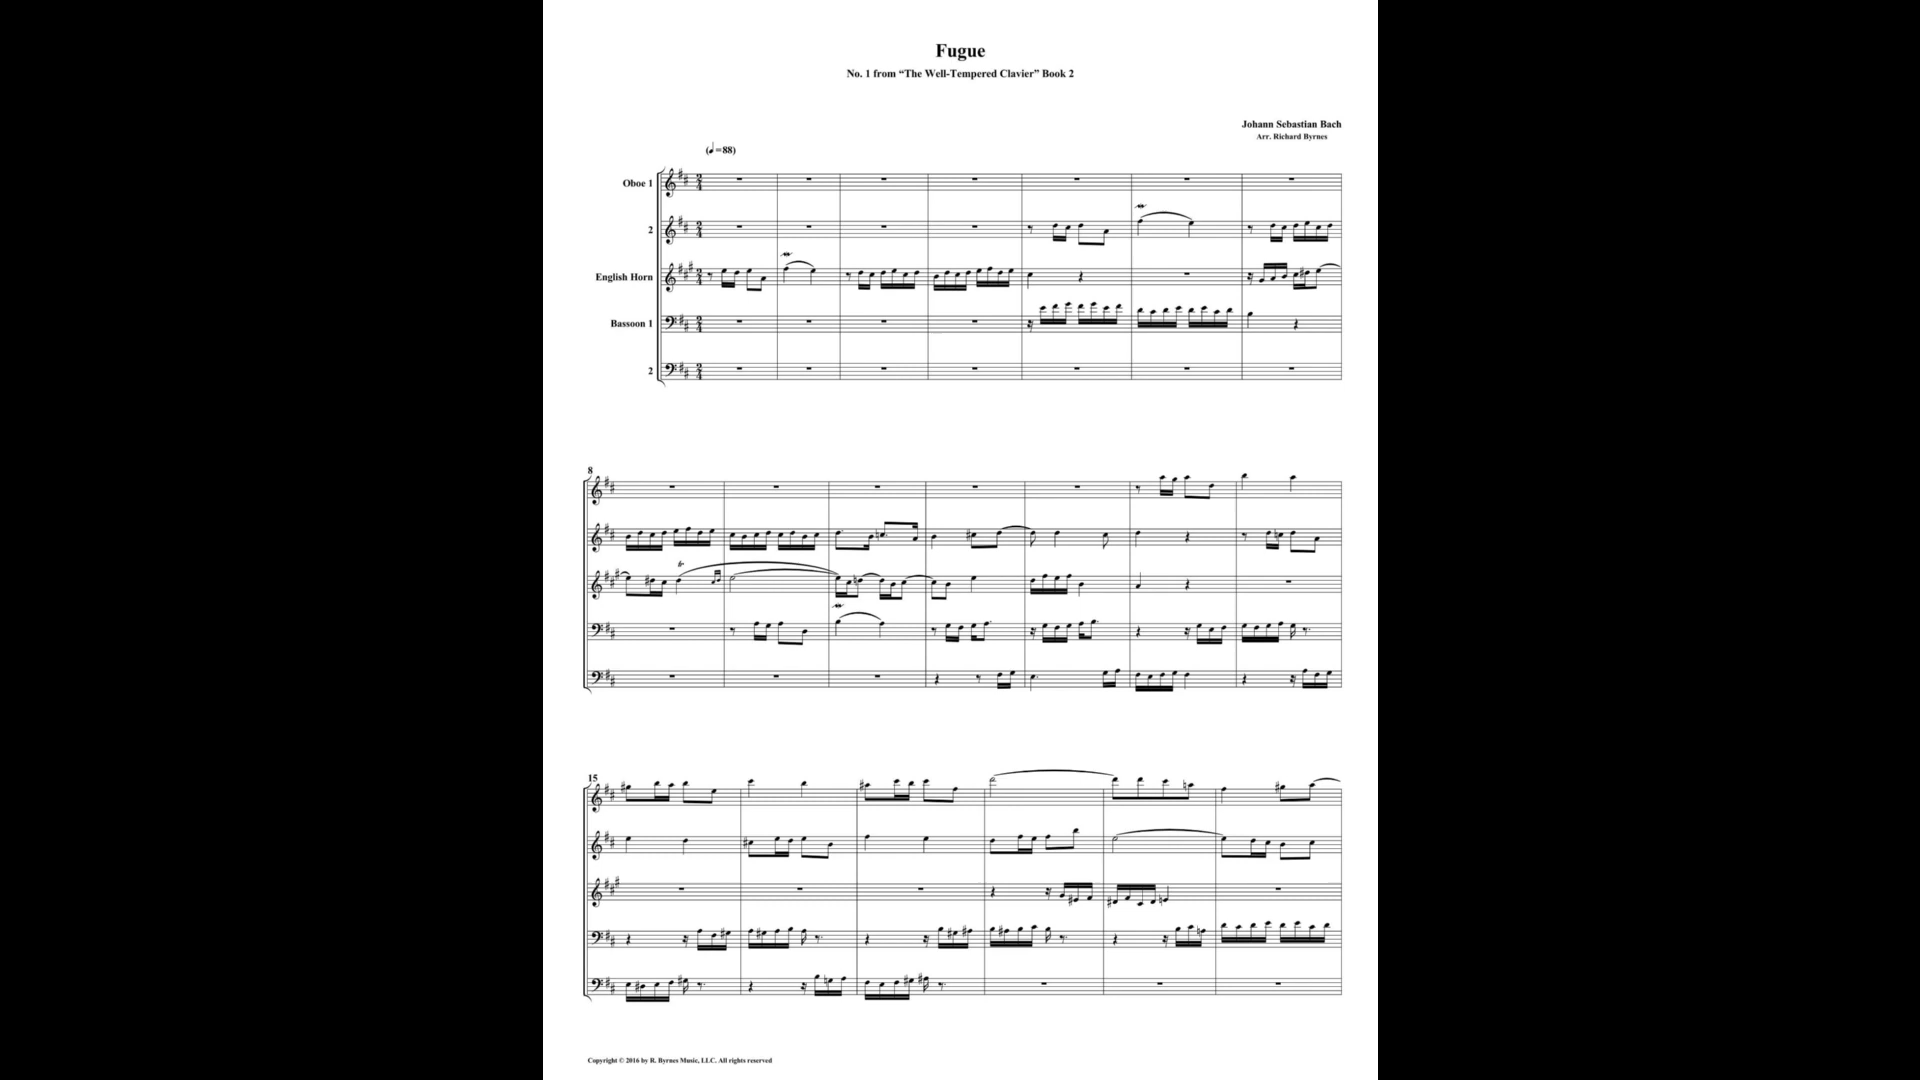 Fugue
No. 1 from “The Well-Tempered Clavier” Book 2
Johann Sebastian Bach
Arr. Richard Byrnes
(♩=88)
Oboe 1
2
English Horn
Bassoon 1
2
8
tr
15
Copyright © 2016 by R. Byrnes Music, LLC. All rights reserved